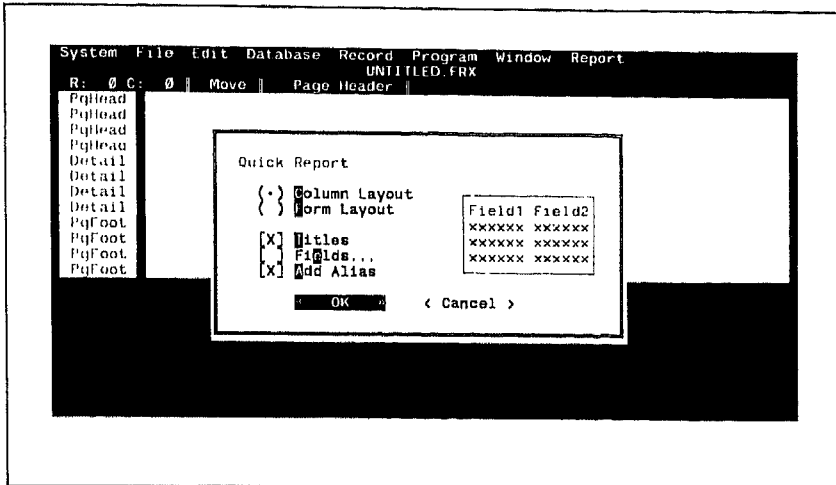 System File Edit Database Record Program Window Report
UNTITLED.FRX
R: 0 C: 0 Move Page Header
PgHead
PgHead
PgHead
PgHead
Detail
Detail
Detail
Detail
PgFoot
PgFoot
PgFoot
PgFoot
Quick Report
(•) Column Layout
( ) Form Layout
[X] Titles
[ ] Fields...
[X] Add Alias
Field1 Field2
xxxxxx xxxxxx
xxxxxx xxxxxx
xxxxxx xxxxxx
« OK » < Cancel >